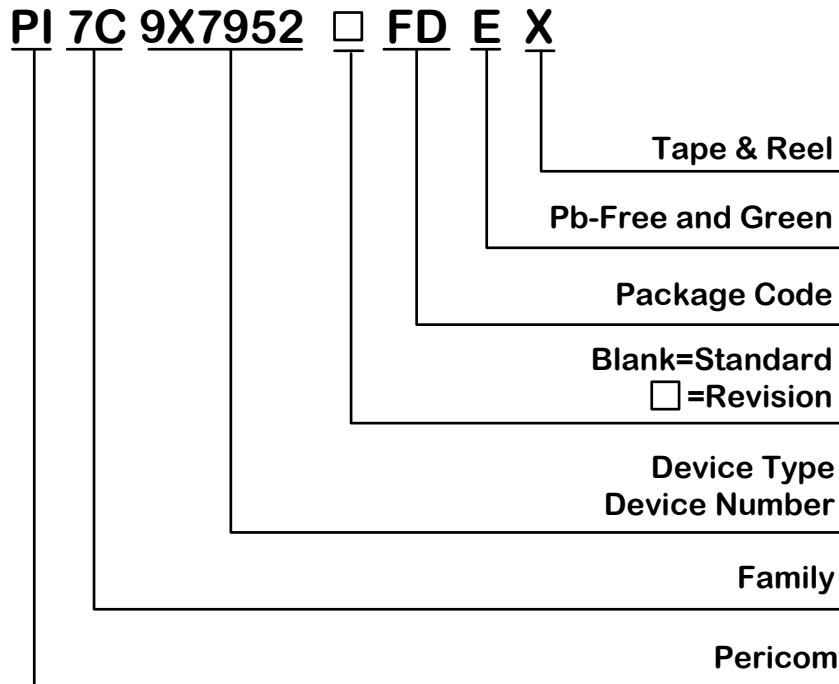 PI 7C 9X7952 □ FD E X
Tape & Reel
Pb-Free and Green
Package Code
Blank=Standard
□=Revision
Device Type
Device Number
Family
Pericom